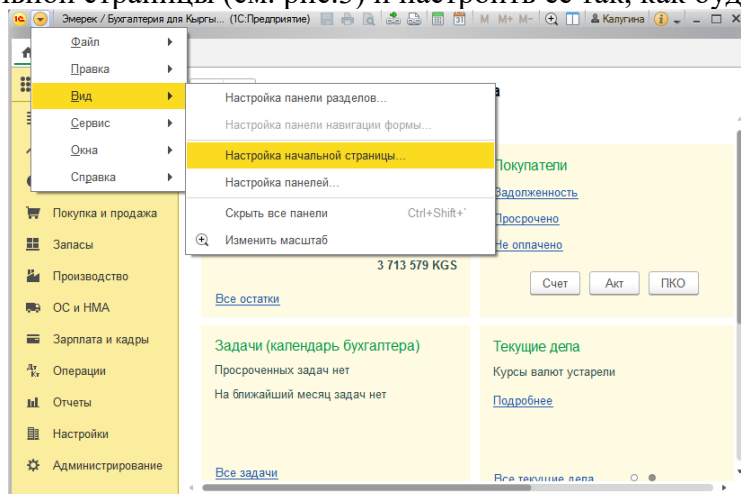 льной страницы (см. рис.3) и настроить ее так, как буд
Эмерек / Бухгалтерия для Кыргы... (1С:Предприятие) M M+ M- Калугина
Файл
Правка
Вид
Сервис
Окна
Справка
Настройка панели разделов...
Настройка панели навигации формы...
Настройка начальной страницы...
Настройка панелей...
Скрыть все панели Ctrl+Shift+`
Изменить масштаб
Покупка и продажа
Запасы
Производство
ОС и НМА
Зарплата и кадры
Операции
Отчеты
Настройки
Администрирование
3 713 579 KGS
Все остатки
Покупатели
Задолженность
Просрочено
Не оплачено
Счет Акт ПКО
Задачи (календарь бухгалтера)
Просроченных задач нет
На ближайший месяц задач нет
Все задачи
Текущие дела
Курсы валют устарели
Подробнее
Все текущие дела